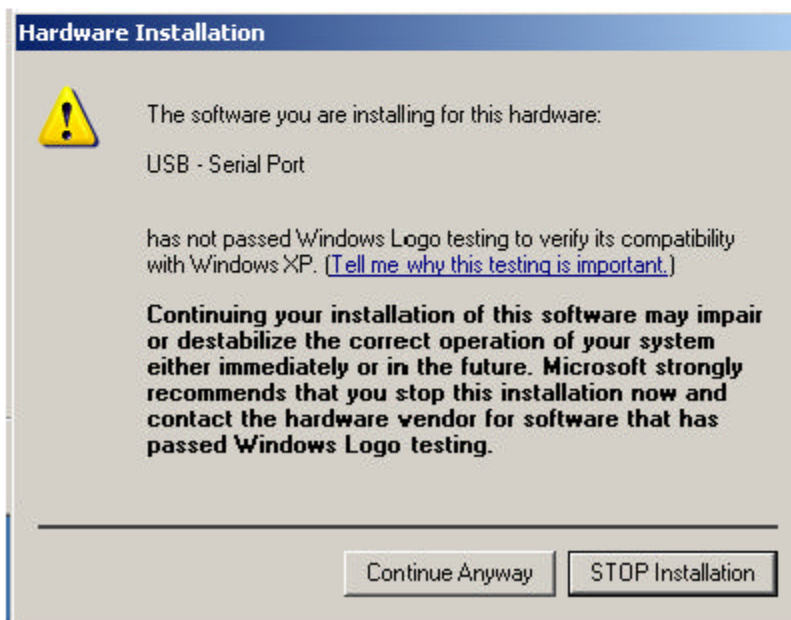 Hardware Installation
The software you are installing for this hardware:
USB - Serial Port
has not passed Windows Logo testing to verify its compatibility
with Windows XP. (Tell me why this testing is important.)
Continuing your installation of this software may impair
or destabilize the correct operation of your system
either immediately or in the future. Microsoft strongly
recommends that you stop this installation now and
contact the hardware vendor for software that has
passed Windows Logo testing.
Continue Anyway
STOP Installation